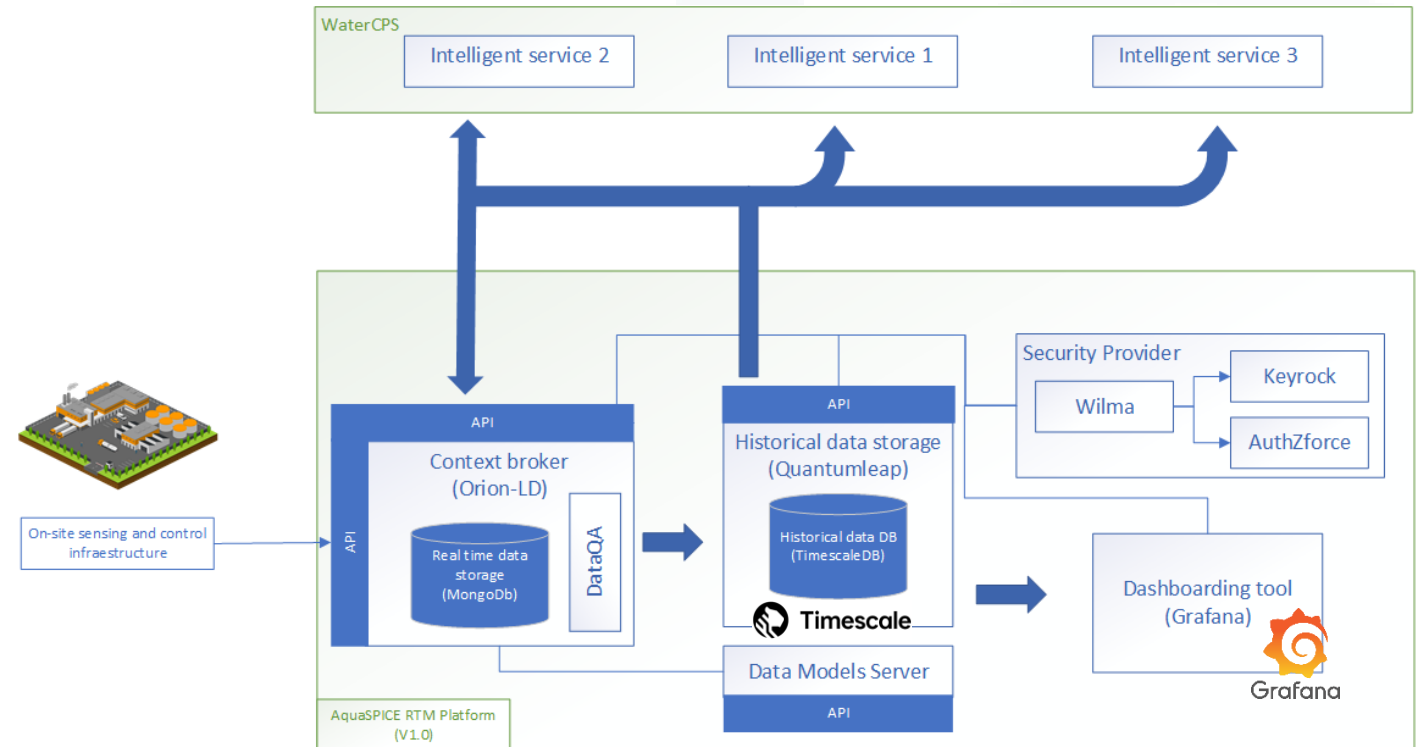 WaterCPS
Intelligent service 2
Intelligent service 1
Intelligent service 3
Security Provider
Wilma
Keyrock
AuthZforce
API
API
Context broker
(Orion-LD)
Real time data
storage
(MongoDb)
DataQA
API
Historical data storage
(Quantumleap)
Historical data DB
(TimescaleDB)
Timescale
On-site sensing and control
infraestructure
Dashboarding tool
(Grafana)
Grafana
Data Models Server
API
AquaSPICE RTM Platform
(V1.0)